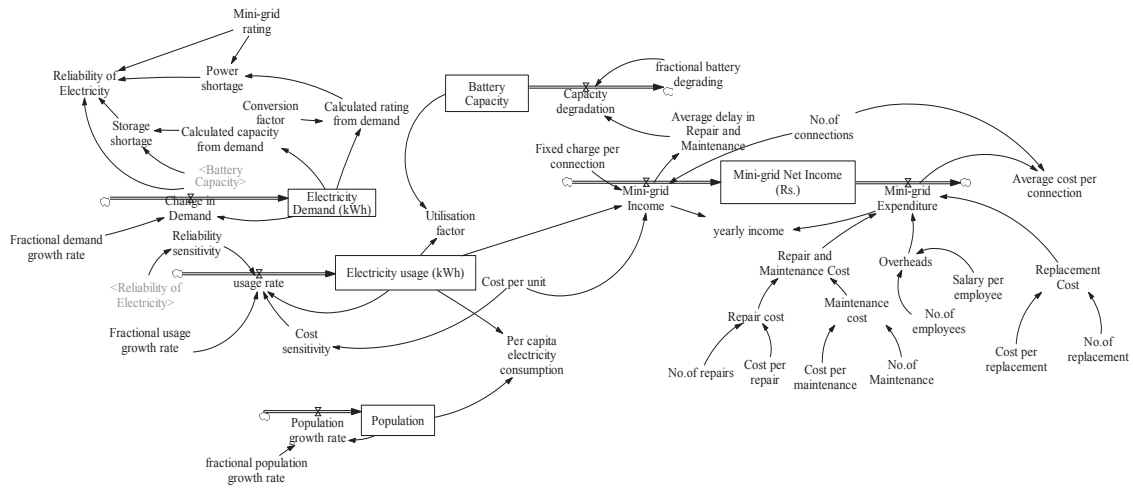 Mini-grid
rating
Reliability of
Electricity
Power
shortage
Storage
shortage
Conversion
factor
Calculated rating
from demand
Calculated capacity
from demand
<Battery
Capacity>
Change in
Demand
Electricity
Demand (kWh)
Fractional demand
growth rate
Battery
Capacity
Capacity
degradation
fractional battery
degrading
Average delay in
Repair and
Maintenance
No.of
connections
Fixed charge per
connection
Mini-grid
Income
Mini-grid Net Income
(Rs.)
Mini-grid
Expenditure
Average cost per
connection
Utilisation
factor
yearly income
Reliability
sensitivity
<Reliability of
Electricity>
usage rate
Electricity usage (kWh)
Cost per unit
Fractional usage
growth rate
Cost
sensitivity
Per capita
electricity
consumption
Repair and
Maintenance Cost
Overheads
Salary per
employee
Replacement
Cost
Repair cost
Maintenance
cost
No.of
employees
No.of repairs
Cost per
repair
Cost per
maintenance
No.of
Maintenance
Cost per
replacement
No.of
replacement
Population
growth rate
Population
fractional population
growth rate